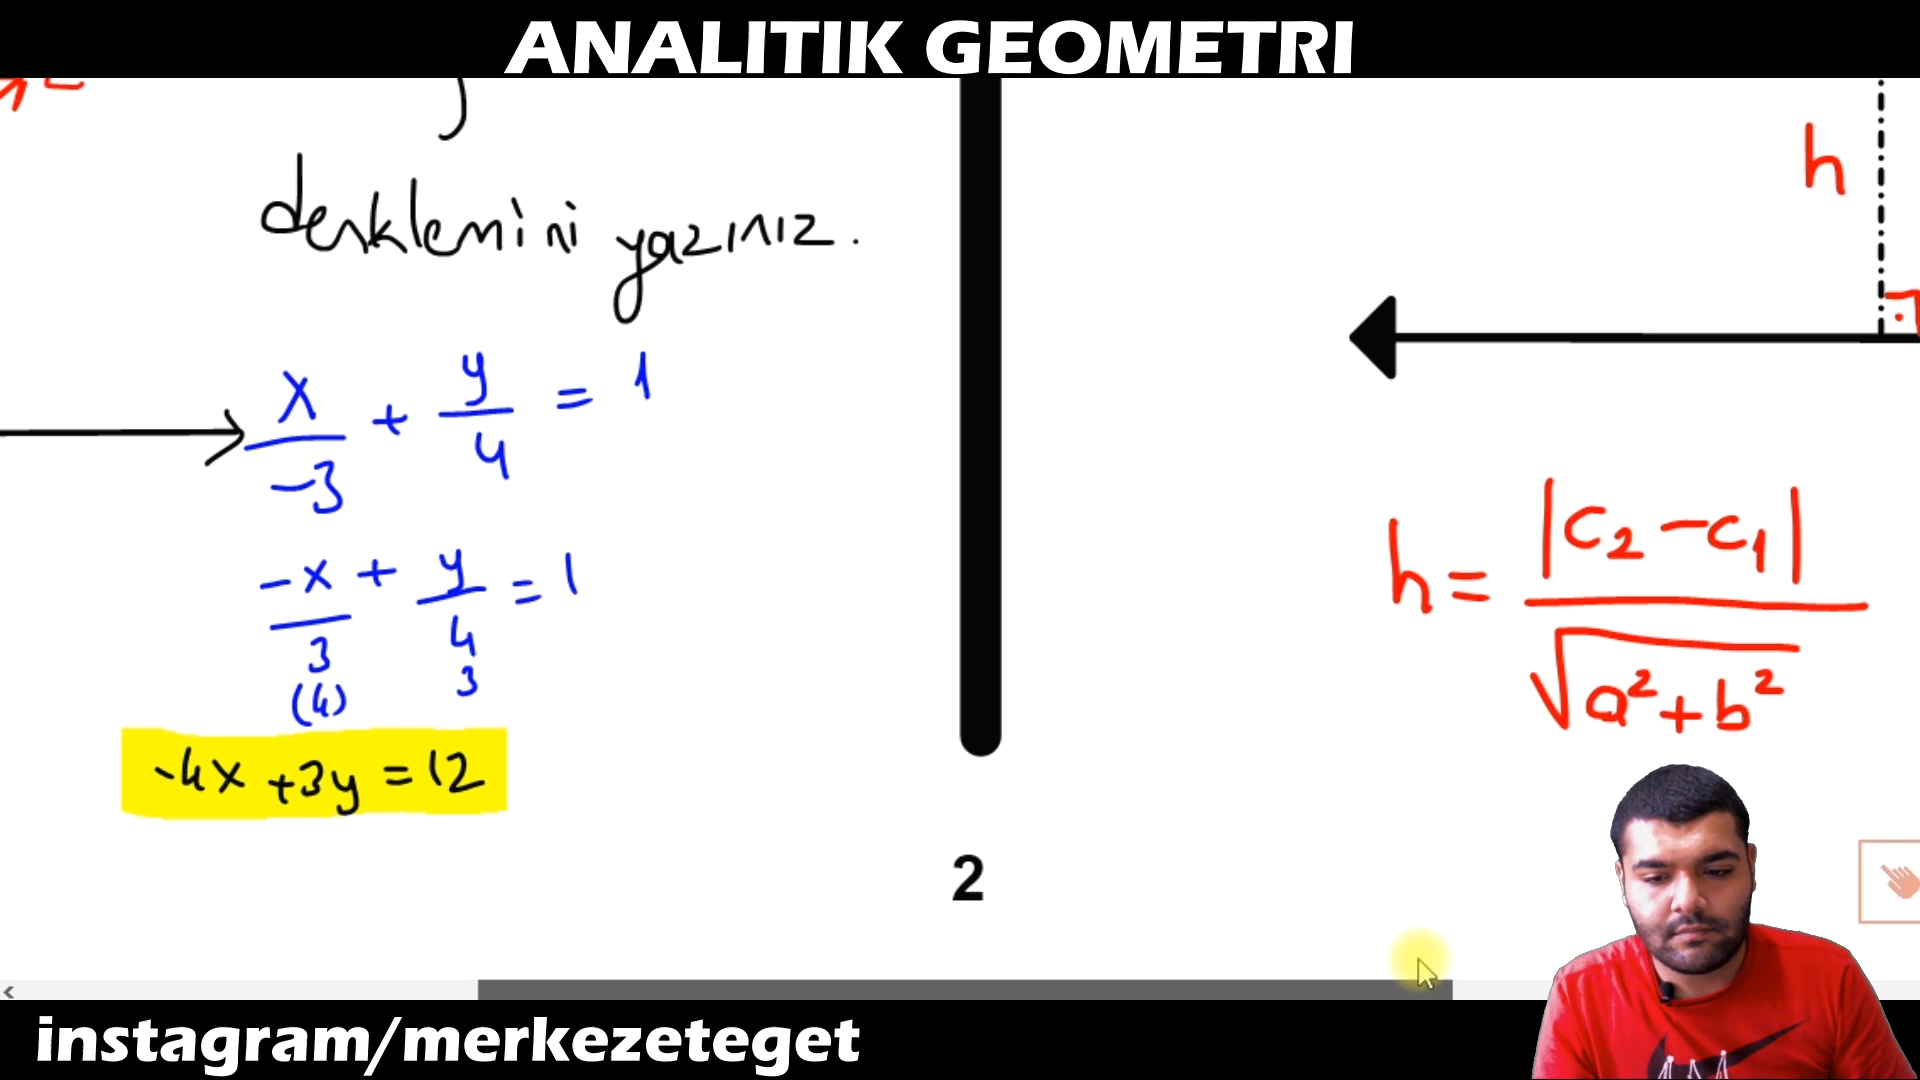 ANALITIK GEOMETRI
denklemini yazınız.
x/-3 + y/4 = 1
-x/3 + y/4 = 1
(4) 3
-4x +3y = 12
2
h
h = |c₂ - c₁| / √a² + b²
instagram/merkezeteget